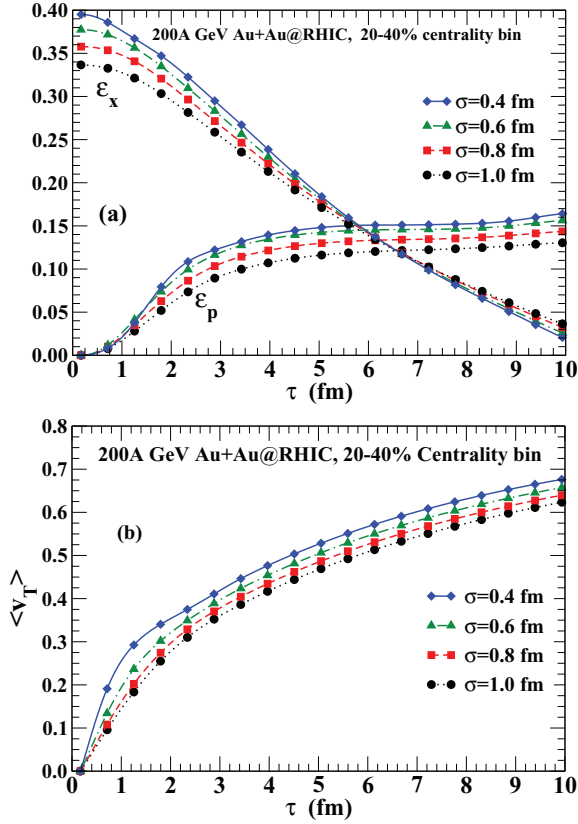 200A GeV Au+Au@RHIC, 20-40% centrality bin
0.40
0.35
0.30
0.25
0.20
0.15
0.10
0.05
0.00
εx
σ=0.4 fm
σ=0.6 fm
σ=0.8 fm
σ=1.0 fm
(a)
εp
0 1 2 3 4 5 6 7 8 9 10
τ (fm)
0.8
0.7
0.6
0.5
0.4
0.3
0.2
0.1
0.0
200A GeV Au+Au@RHIC, 20-40% Centrality bin
(b)
<vT>
σ=0.4 fm
σ=0.6 fm
σ=0.8 fm
σ=1.0 fm
0 1 2 3 4 5 6 7 8 9 10
τ (fm)